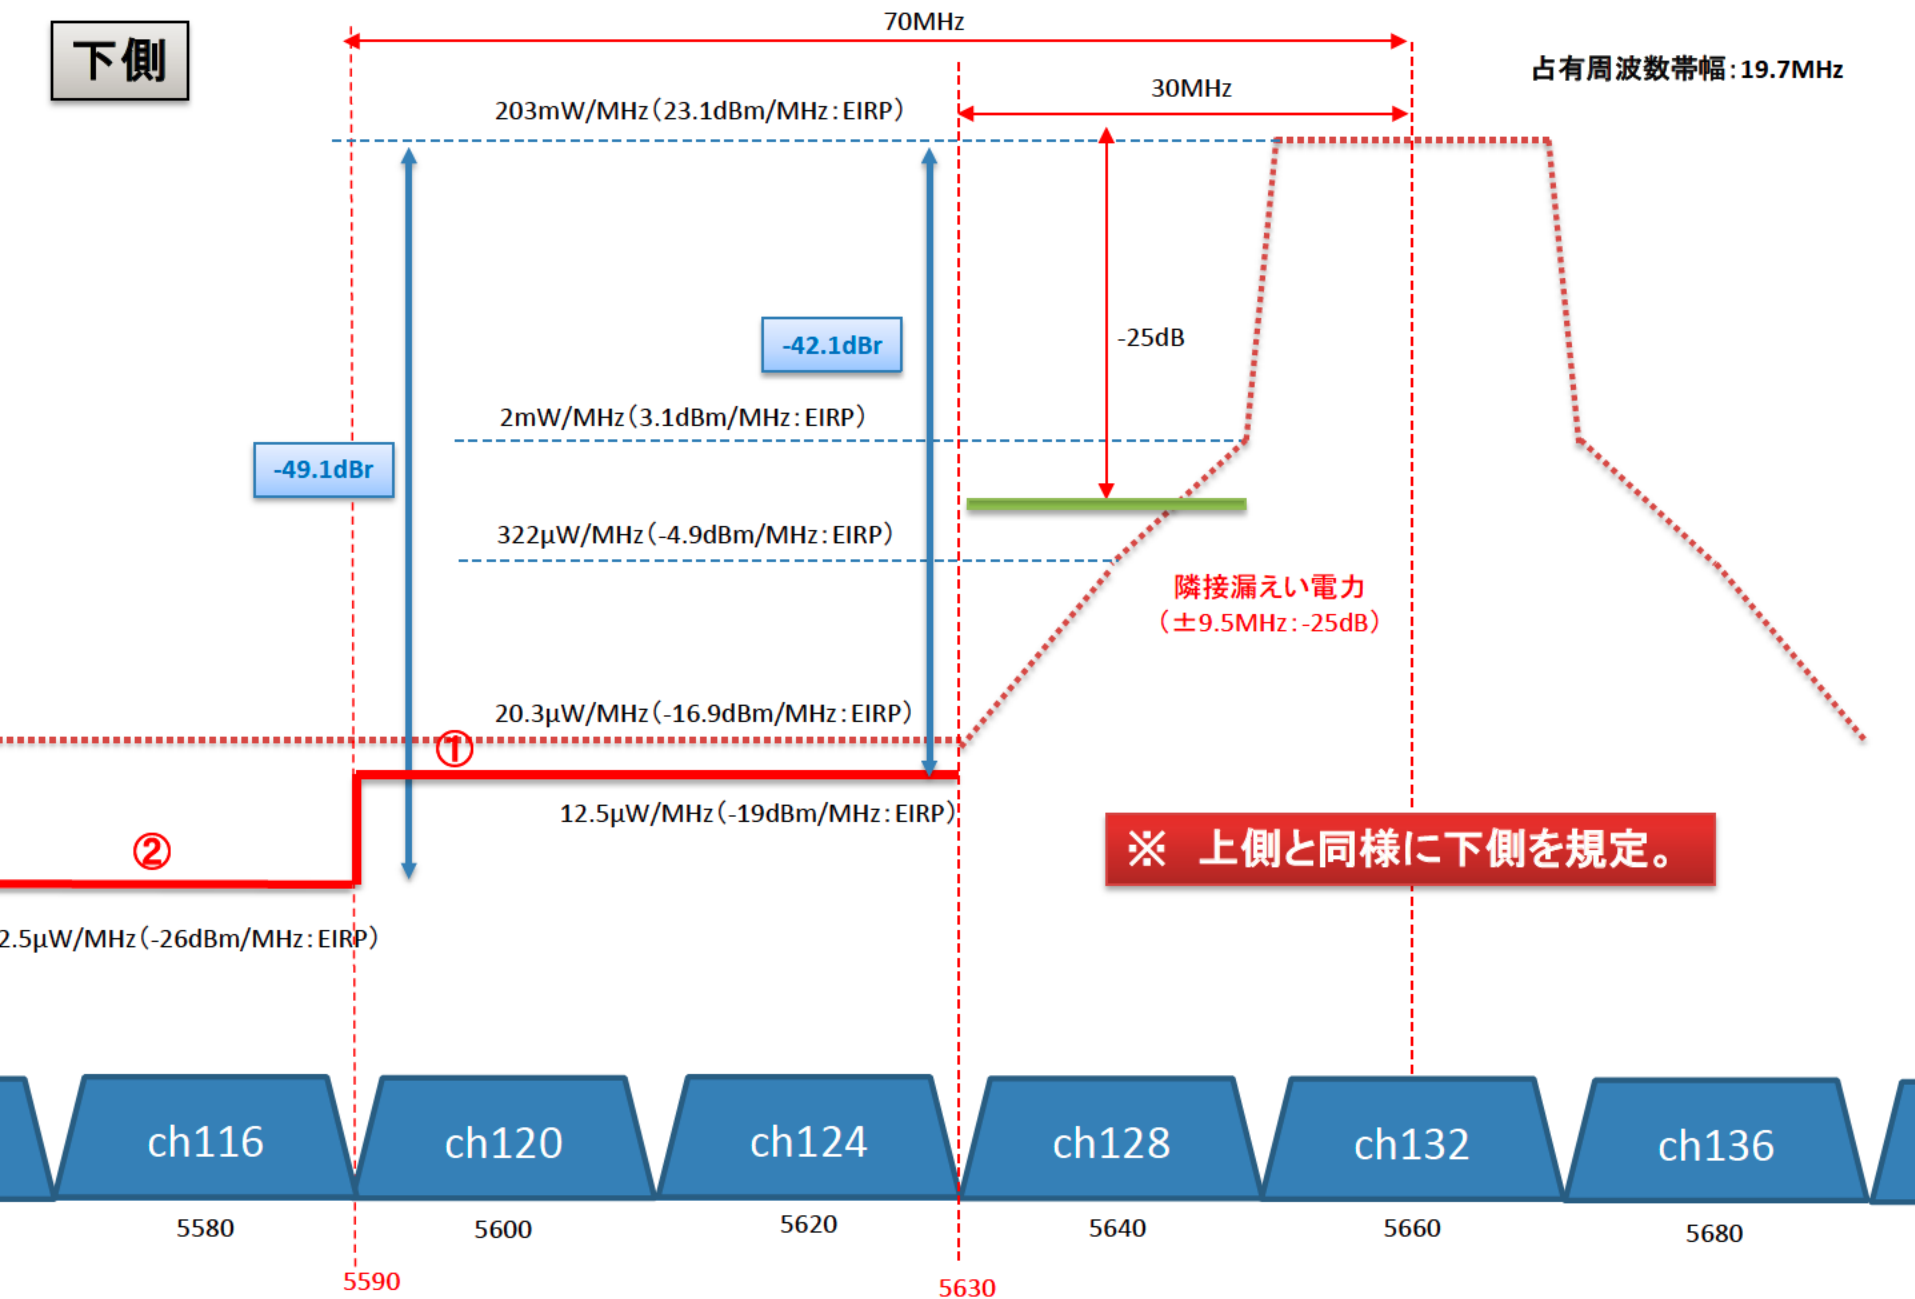 下側
70MHz
占有周波数帯幅:19.7MHz
30MHz
203mW/MHz(23.1dBm/MHz:EIRP)
-42.1dBr
-25dB
2mW/MHz(3.1dBm/MHz:EIRP)
-49.1dBr
322μW/MHz(-4.9dBm/MHz:EIRP)
隣接漏えい電力
(±9.5MHz:-25dB)
20.3μW/MHz(-16.9dBm/MHz:EIRP)
①
12.5μW/MHz(-19dBm/MHz:EIRP)
②
※ 上側と同様に下側を規定。
2.5μW/MHz(-26dBm/MHz:EIRP)
ch116
ch120
ch124
ch128
ch132
ch136
5580
5600
5620
5640
5660
5680
5590
5630